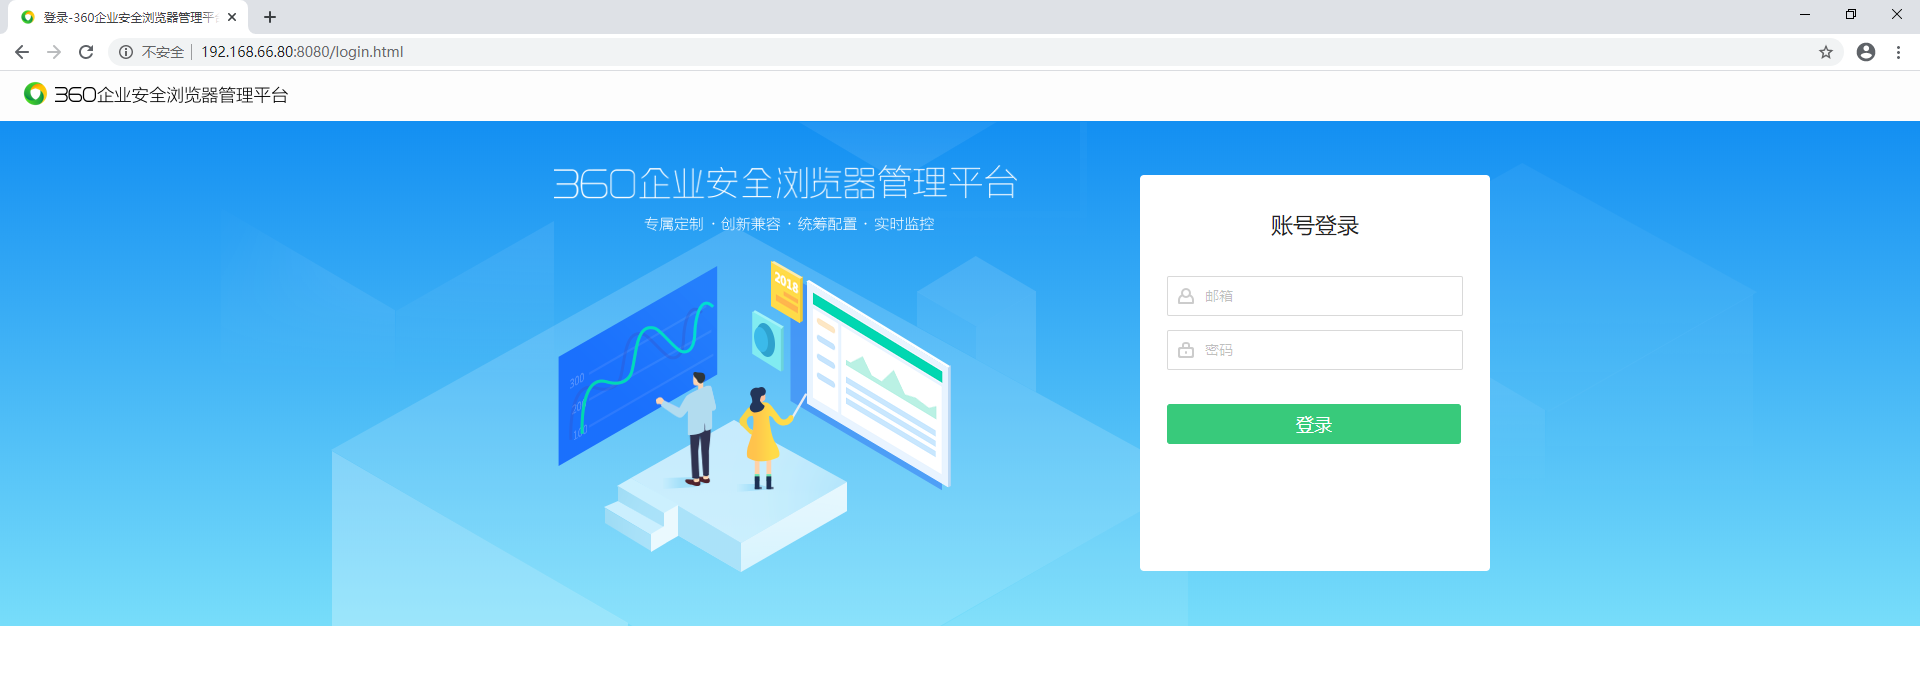 登录-360企业安全浏览器管理平
不安全 192.168.66.80:8080/login.html
360企业安全浏览器管理平台
360企业安全浏览器管理平台
专属定制 · 创新兼容 · 统筹配置 · 实时监控
2018
300
200
100
账号登录
邮箱
密码
登录